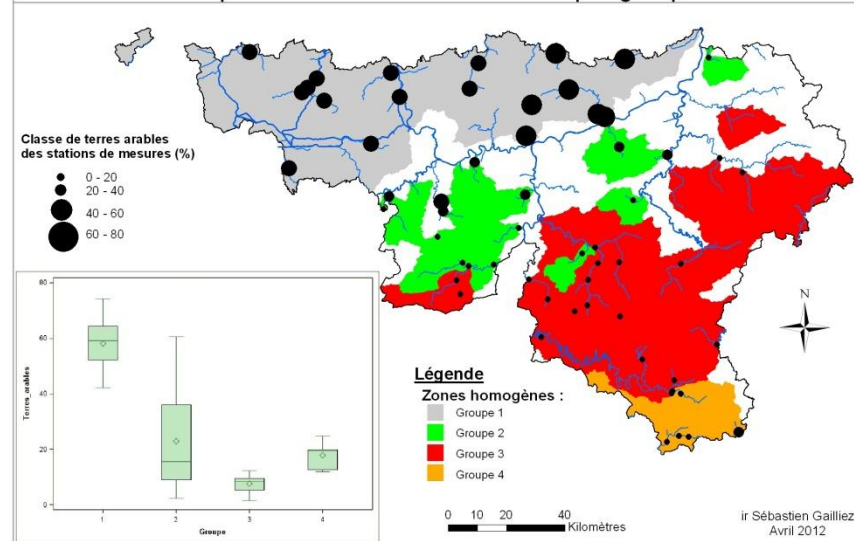 Classe de terres arables
des stations de mesures (%)
0 - 20
20 - 40
40 - 60
60 - 80
N
80
60
40
20
0
Terres_arables
1
2
3
4
Groupe
Légende
Zones homogènes :
Groupe 1
Groupe 2
Groupe 3
Groupe 4
0 10 20 40
Kilomètres
ir Sébastien Gailliez
Avril 2012